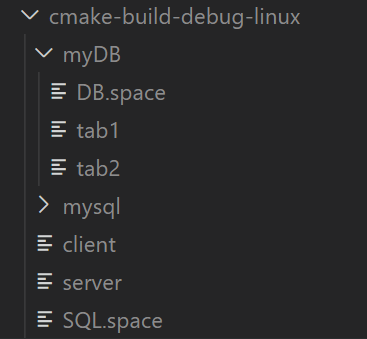 cmake-build-debug-linux
myDB
DB.space
tab1
tab2
mysql
client
server
SQL.space